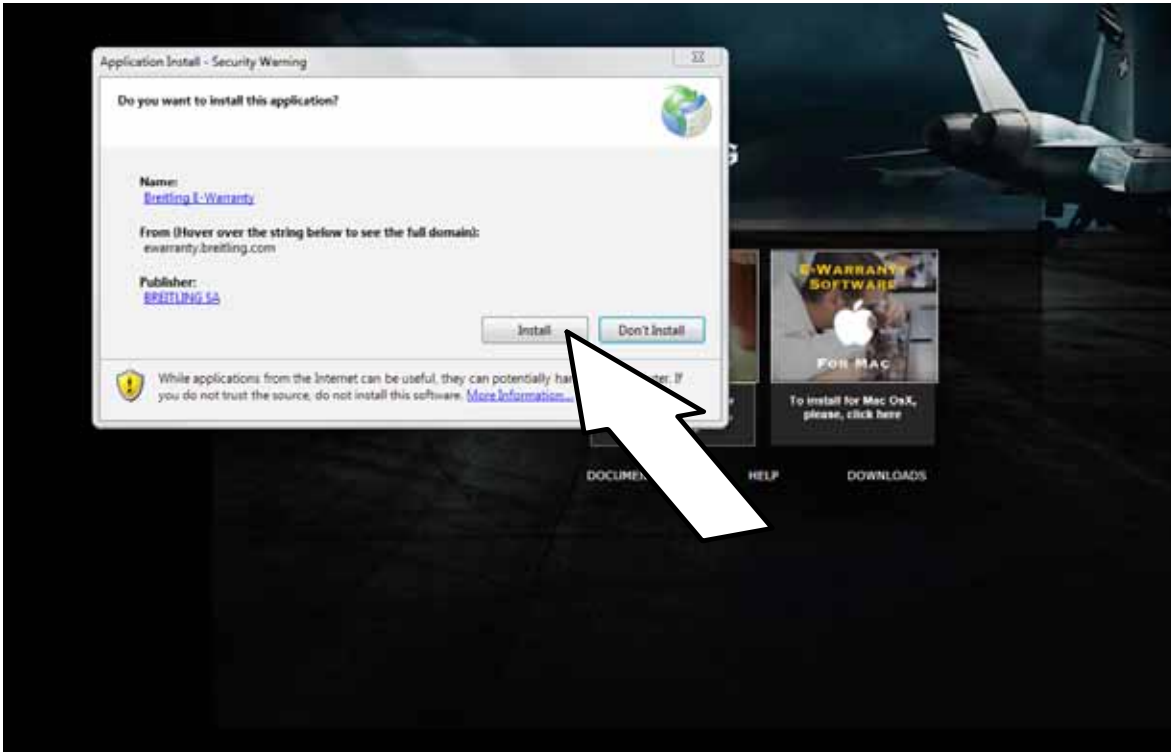 Application Install - Security Warning
Do you want to install this application?
Name:
Breitling E-Warranty
From (Hover over the string below to see the full domain):
ewarranty.breitling.com
Publisher:
BREITLING SA
Install
Don't Install
While applications from the Internet can be useful, they can potentially
you do not trust the source, do not install this software. More Information...
If
G
E-WARRANTY
SOFTWARE
FOR MAC
To install for Mac OsX,
please, click here
HELP
DOWNLOADS